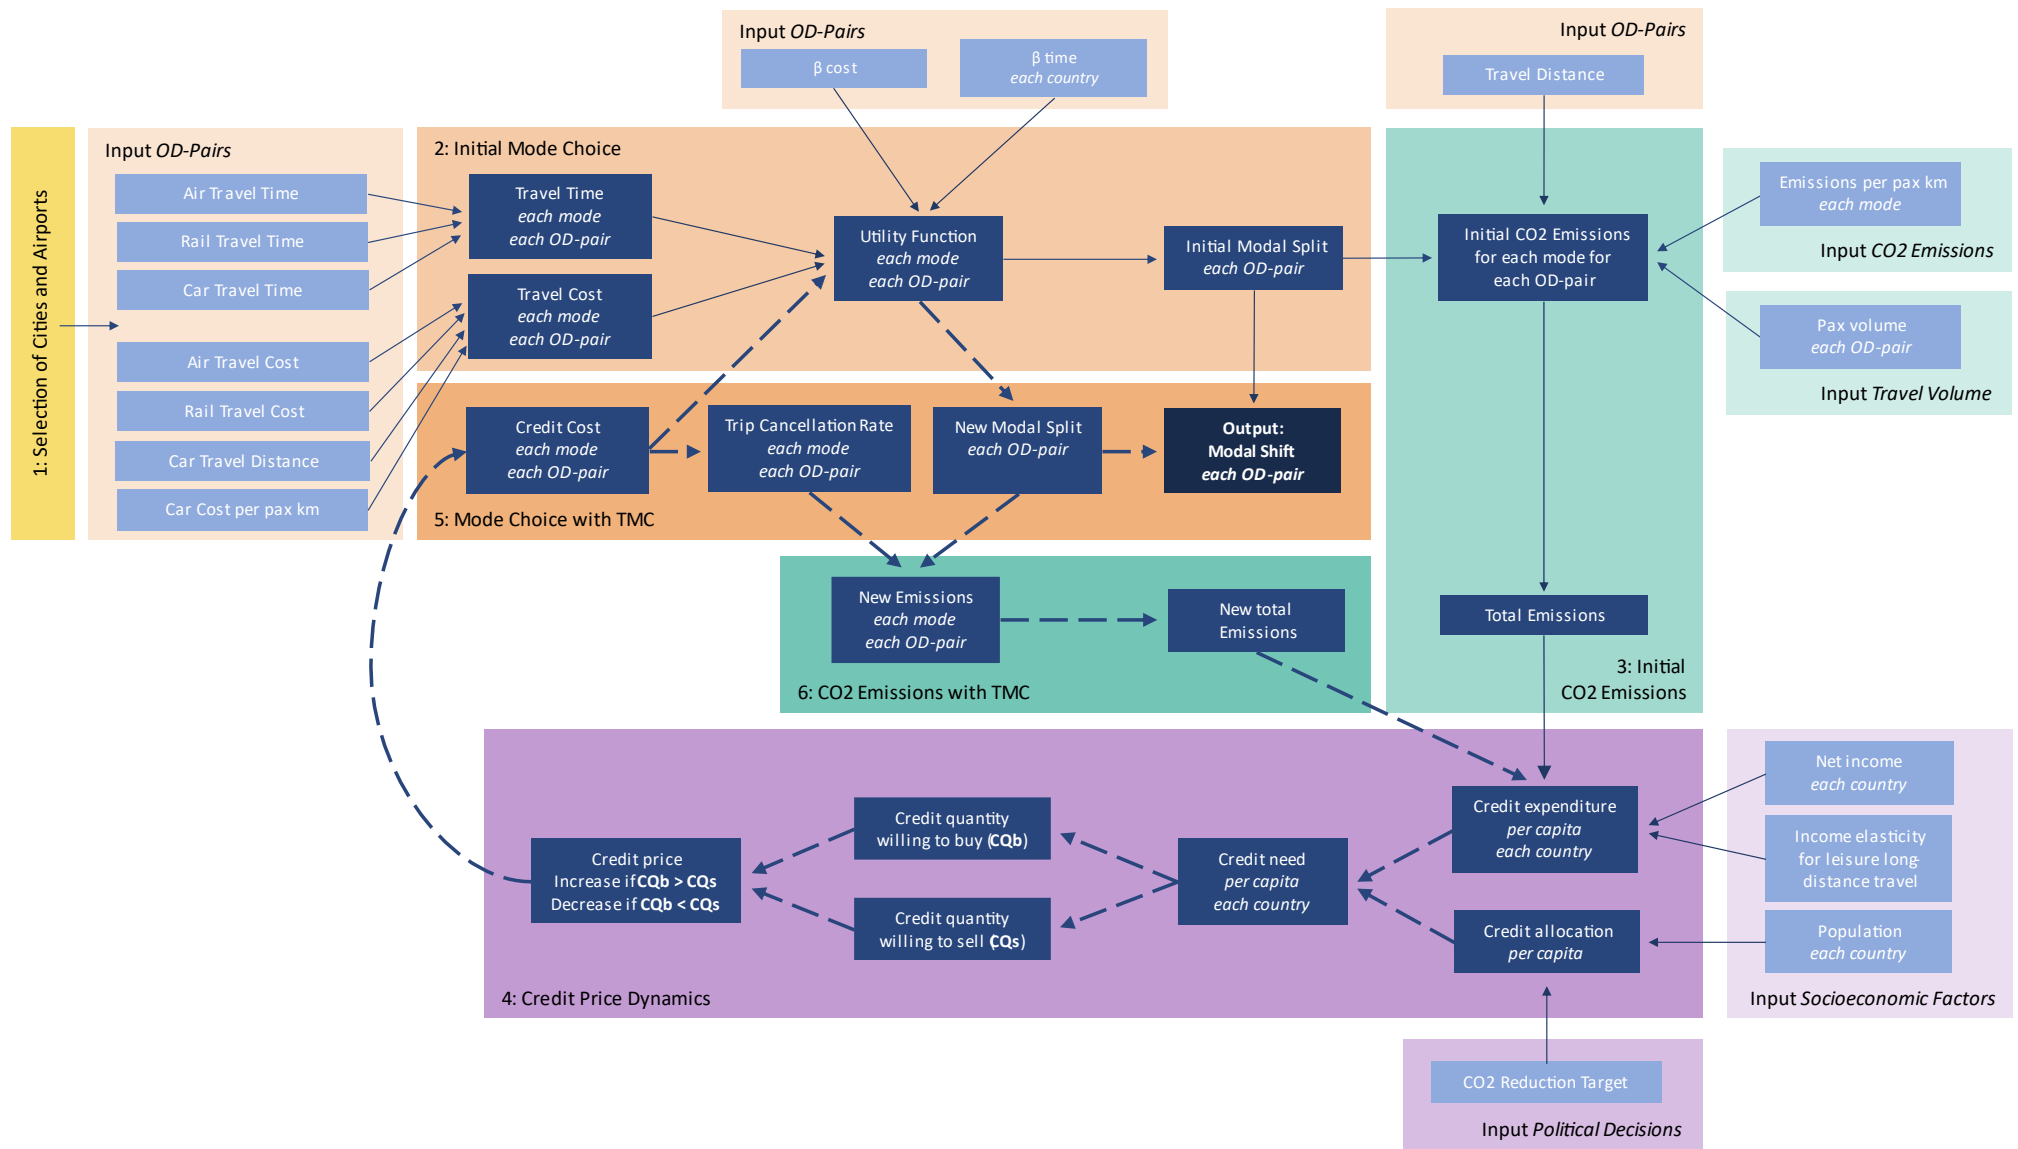 Input OD-Pairs
β cost
β time
each country
Input OD-Pairs
Travel Distance
1: Selection of Cities and Airports
Input OD-Pairs
Air Travel Time
Rail Travel Time
Car Travel Time
Air Travel Cost
Rail Travel Cost
Car Travel Distance
Car Cost per pax km
2: Initial Mode Choice
Travel Time
each mode
each OD-pair
Travel Cost
each mode
each OD-pair
Utility Function
each mode
each OD-pair
Initial Modal Split
each OD-pair
Initial CO2 Emissions
for each mode for
each OD-pair
Emissions per pax km
each mode
Input CO2 Emissions
Pax volume
each OD-pair
Input Travel Volume
Credit Cost
each mode
each OD-pair
Trip Cancellation Rate
each mode
each OD-pair
New Modal Split
each OD-pair
Output:
Modal Shift
each OD-pair
5: Mode Choice with TMC
New Emissions
each mode
each OD-pair
New total
Emissions
6: CO2 Emissions with TMC
Total Emissions
3: Initial
CO2 Emissions
Credit price
Increase if CQb > CQs
Decrease if CQb < CQs
Credit quantity
willing to buy (CQb)
Credit quantity
willing to sell (CQs)
Credit need
per capita
each country
Credit expenditure
per capita
each country
Credit allocation
per capita
4: Credit Price Dynamics
Net income
each country
Income elasticity
for leisure long-
distance travel
Population
each country
Input Socioeconomic Factors
CO2 Reduction Target
Input Political Decisions